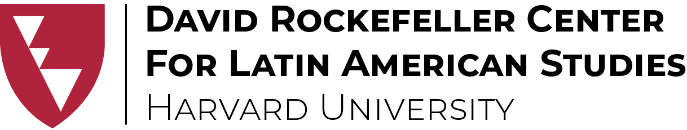 David Rockefeller Center
For Latin American Studies
Harvard University